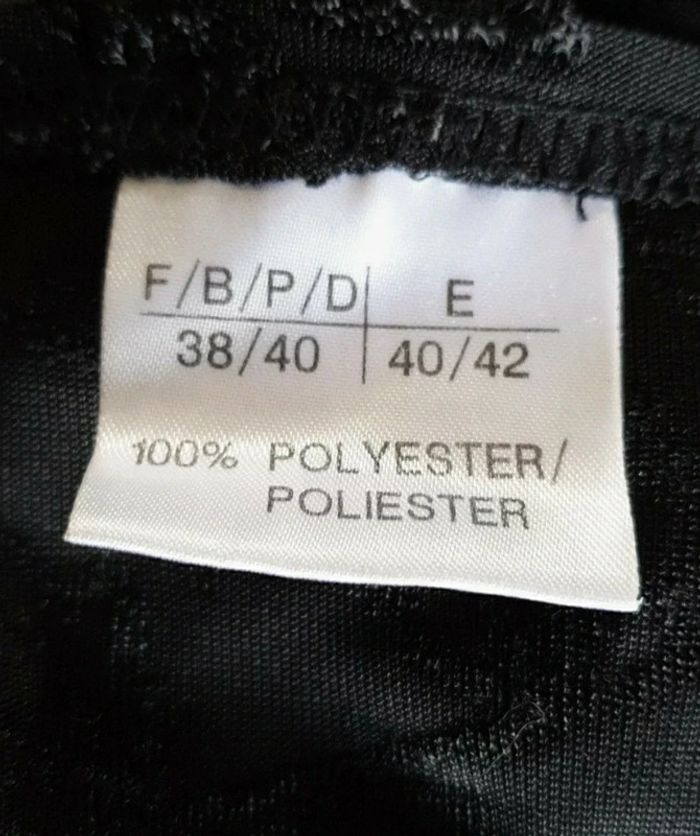 F/B/P/D E
38/40 40/42
100% POLYESTER/
POLIESTER